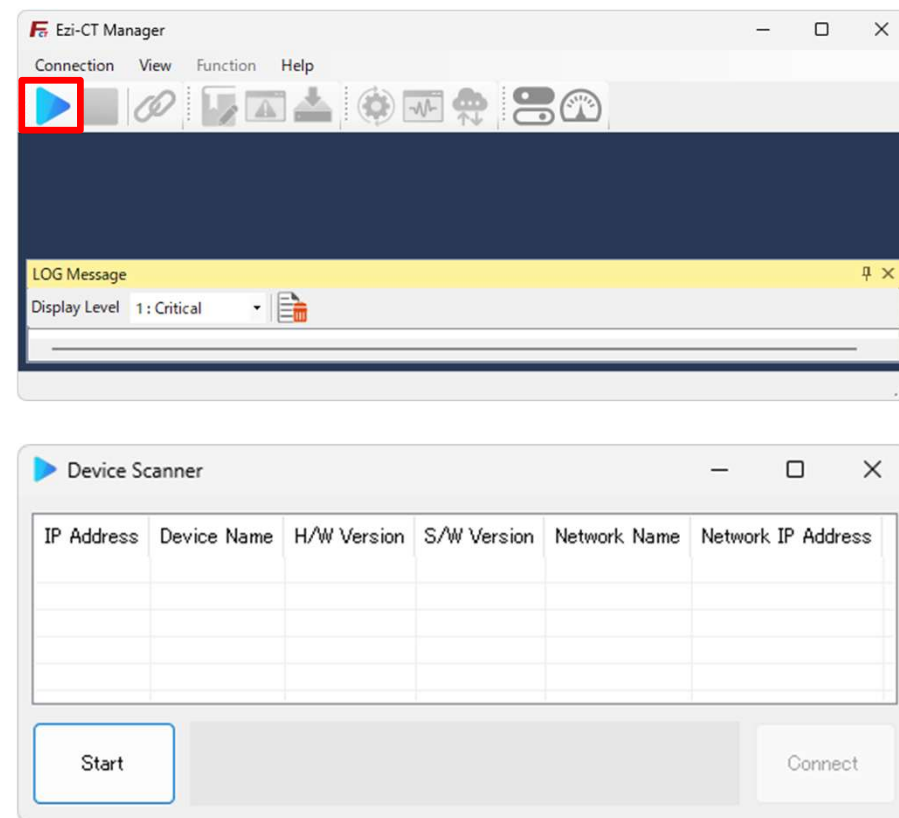 Ezi-CT Manager
Connection View Function Help
LOG Message
Display Level 1 : Critical
Device Scanner
IP Address Device Name H/W Version S/W Version Network Name Network IP Address
Start
Connect